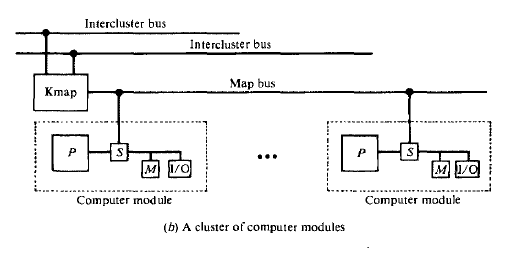 Intercluster bus
Intercluster bus
Kmap
Map bus
P
S
M
I/O
...
P
S
M
I/O
Computer module
Computer module
(b) A cluster of computer modules